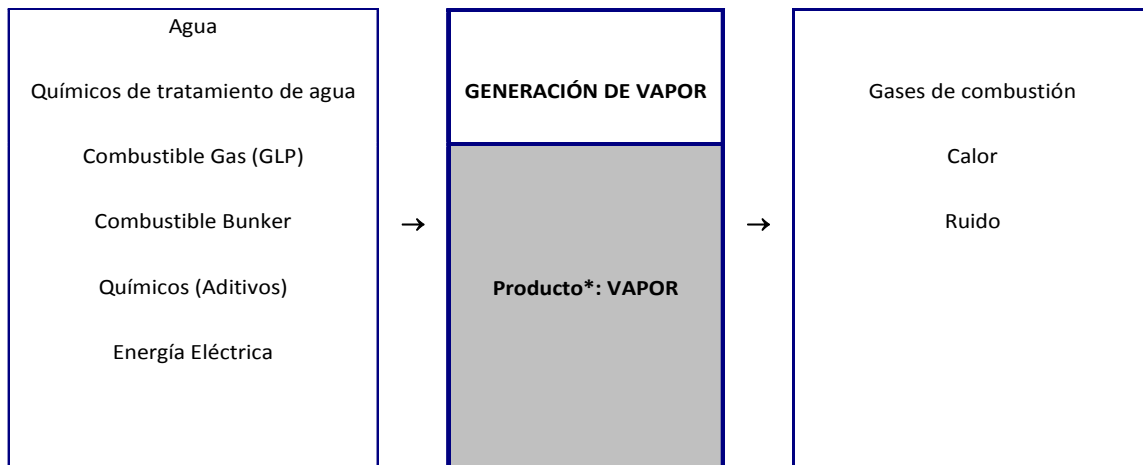 Agua
Químicos de tratamiento de agua
Combustible Gas (GLP)
Combustible Bunker
Químicos (Aditivos)
Energía Eléctrica
→
GENERACIÓN DE VAPOR
Producto*: VAPOR
→
Gases de combustión
Calor
Ruido